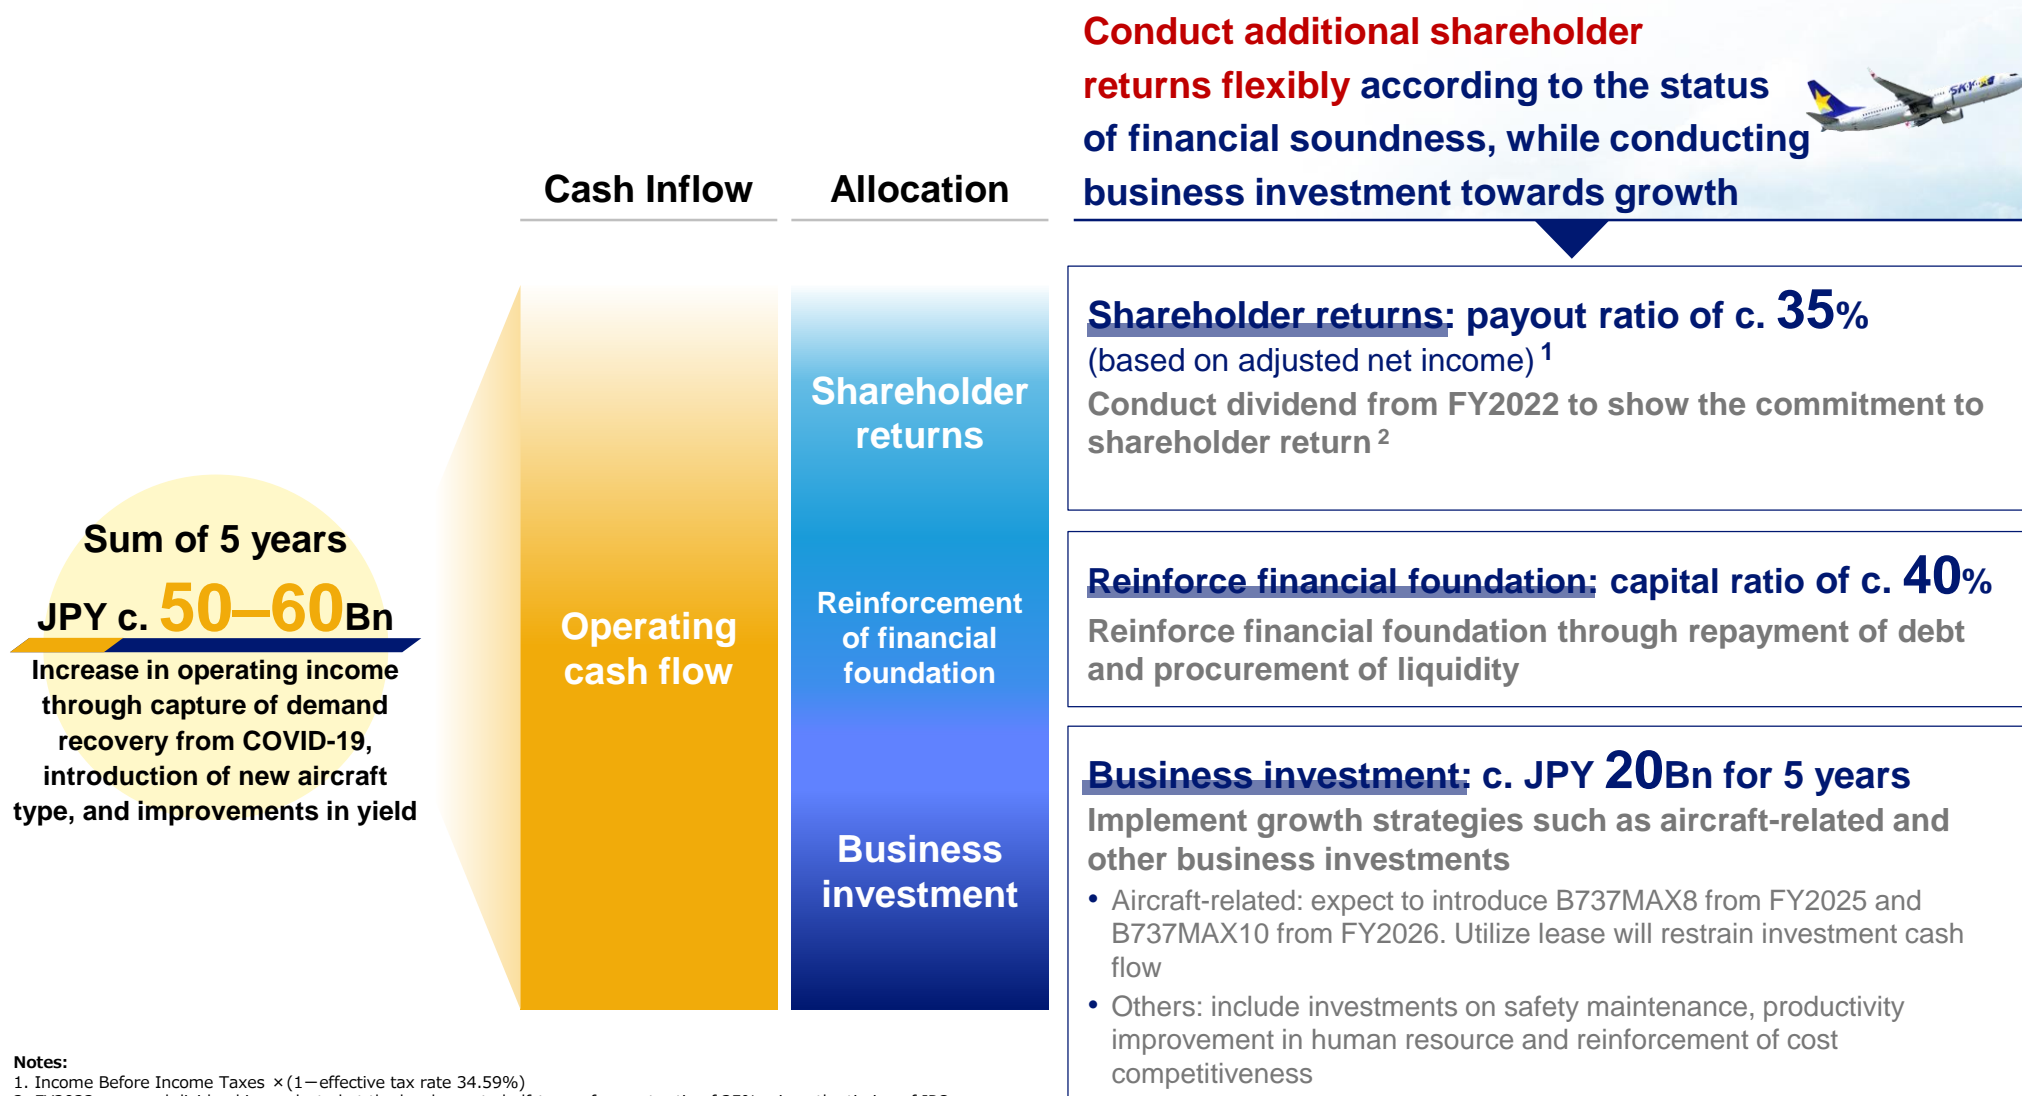 Conduct additional shareholder
returns flexibly according to the status
of financial soundness, while conducting
business investment towards growth
SKY
Cash Inflow
Allocation
Sum of 5 years
JPY c. 50–60Bn
Increase in operating income
through capture of demand
recovery from COVID-19,
introduction of new aircraft
type, and improvements in yield
Operating
cash flow
Shareholder
returns
Reinforcement
of financial
foundation
Business
investment
Shareholder returns: payout ratio of c. 35%
(based on adjusted net income) 1
Conduct dividend from FY2022 to show the commitment to
shareholder return 2
Reinforce financial foundation: capital ratio of c. 40%
Reinforce financial foundation through repayment of debt
and procurement of liquidity
Business investment: c. JPY 20Bn for 5 years
Implement growth strategies such as aircraft-related and
other business investments
• Aircraft-related: expect to introduce B737MAX8 from FY2025 and
B737MAX10 from FY2026. Utilize lease will restrain investment cash
flow
• Others: include investments on safety maintenance, productivity
improvement in human resource and reinforcement of cost
competitiveness
Notes:
1. Income Before Income Taxes ×(1−effective tax rate 34.59%)